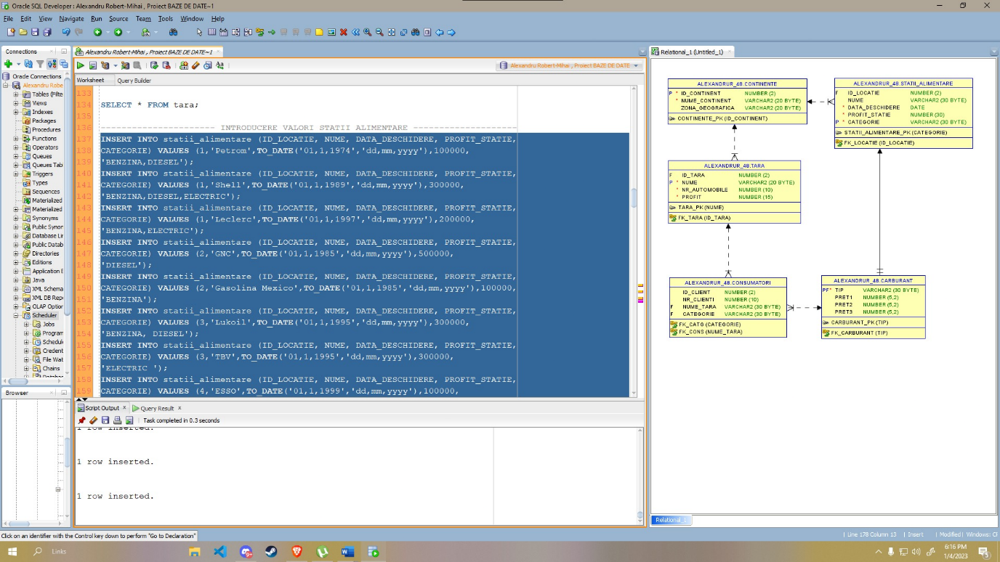 Oracle SQL Developer : Alexandru Robert-Mihai , Proiect BAZE DE DATE~1
File Edit View Navigate Run Source Team Tools Window Help
Connections
Oracle Connections
Alexandru Robe
Tables (Filte
Views
Indexes
Packages
Procedures
Functions
Operators
Queues
Queues Tab
Triggers
Types
Sequences
Materialized
Materialized
Synonyms
Public Synon
Database Lin
Public Datab
Directories
Editions
Application E
Java
XML Schema
XML DB Rep
OLAP Option
Scheduler
Jobs
Program
Schedul
Credent
File Wat
Chains
Browser
Alexandru Robert-Mihai , Proiect BAZE DE DATE~1
Alexandru Robert-Mihai , Proiect BAZE DE DATE
Worksheet Query Builder
133
134 SELECT * FROM tara;
135
136 ---------------------- INTRODUCERE VALORI STATII ALIMENTARE --------------------
137 INSERT INTO statii_alimentare (ID_LOCATIE, NUME, DATA_DESCHIDERE, PROFIT_STATIE,
138 CATEGORIE) VALUES (1,'Petrom',TO_DATE('01,1,1974','dd,mm,yyyy'),100000,
139 'BENZINA,DIESEL');
140 INSERT INTO statii_alimentare (ID_LOCATIE, NUME, DATA_DESCHIDERE, PROFIT_STATIE,
141 CATEGORIE) VALUES (1,'Shell',TO_DATE('01,1,1989','dd,mm,yyyy'),300000,
142 'BENZINA,DIESEL,ELECTRIC');
143 INSERT INTO statii_alimentare (ID_LOCATIE, NUME, DATA_DESCHIDERE, PROFIT_STATIE,
144 CATEGORIE) VALUES (1,'Leclerc',TO_DATE('01,1,1997','dd,mm,yyyy'),200000,
145 'BENZINA,ELECTRIC');
146 INSERT INTO statii_alimentare (ID_LOCATIE, NUME, DATA_DESCHIDERE, PROFIT_STATIE,
147 CATEGORIE) VALUES (2,'GNC',TO_DATE('01,1,1985','dd,mm,yyyy'),500000,
148 'DIESEL');
149 INSERT INTO statii_alimentare (ID_LOCATIE, NUME, DATA_DESCHIDERE, PROFIT_STATIE,
150 CATEGORIE) VALUES (2,'Gasolina Mexico',TO_DATE('01,1,1985','dd,mm,yyyy'),100000,
151 'BENZINA');
152 INSERT INTO statii_alimentare (ID_LOCATIE, NUME, DATA_DESCHIDERE, PROFIT_STATIE,
153 CATEGORIE) VALUES (3,'Lukoil',TO_DATE('01,1,1995','dd,mm,yyyy'),300000,
154 'BENZINA, DIESEL');
155 INSERT INTO statii_alimentare (ID_LOCATIE, NUME, DATA_DESCHIDERE, PROFIT_STATIE,
156 CATEGORIE) VALUES (3,'TBV',TO_DATE('01,1,1995','dd,mm,yyyy'),300000,
157 'ELECTRIC ');
158 INSERT INTO statii_alimentare (ID_LOCATIE, NUME, DATA_DESCHIDERE, PROFIT_STATIE,
159 CATEGORIE) VALUES (4,'ESSO',TO_DATE('01,1,1999','dd,mm,yyyy'),100000,
Script Output x Query Result x
Task completed in 0.3 seconds
1 row inserted.
1 row inserted.
1 row inserted.
Relational_1 (Untitled_1)
ALEXANDRUR_48.CONTINENTE
P * ID_CONTINENT NUMBER (2)
* NUME_CONTINENT VARCHAR2 (20 BYTE)
ZONA_GEOGRAFICA VARCHAR2 (20 BYTE)
CONTINENTE_PK (ID_CONTINENT)
ALEXANDRUR_48.STATII_ALIMENTARE
F ID_LOCATIE NUMBER (2)
NUME VARCHAR2 (30 BYTE)
* DATA_DESCHIDERE DATE
* PROFIT_STATIE NUMBER (30)
P * CATEGORIE VARCHAR2 (30 BYTE)
STATII_ALIMENTARE_PK (CATEGORIE)
FK_LOCATIE (ID_LOCATIE)
ALEXANDRUR_48.TARA
F ID_TARA NUMBER (2)
P * NUME VARCHAR2 (20 BYTE)
* NR_AUTOMOBILE NUMBER (10)
* PROFIT NUMBER (15)
TARA_PK (NUME)
FK_TARA (ID_TARA)
ALEXANDRUR_48.CONSUMATORI
ID_CLIENT NUMBER (2)
NR_CLIENTI NUMBER (10)
F NUME_TARA VARCHAR2 (30 BYTE)
F CATEGORIE VARCHAR2 (30 BYTE)
FK_CATG (CATEGORIE)
FK_CONS (NUME_TARA)
ALEXANDRUR_48.CARBURANT
PF* TIP VARCHAR2 (30 BYTE)
PRET1 NUMBER (5,2)
PRET2 NUMBER (5,2)
PRET3 NUMBER (5,2)
CARBURANT_PK (TIP)
FK_CARBURANT (TIP)
Relational_1
Click on an identifier with the Control key down to perform "Go to Declaration"
Line 178 Column 13 Insert Modified Windows: Cl
Links
6:16 PM
1/4/2023
5